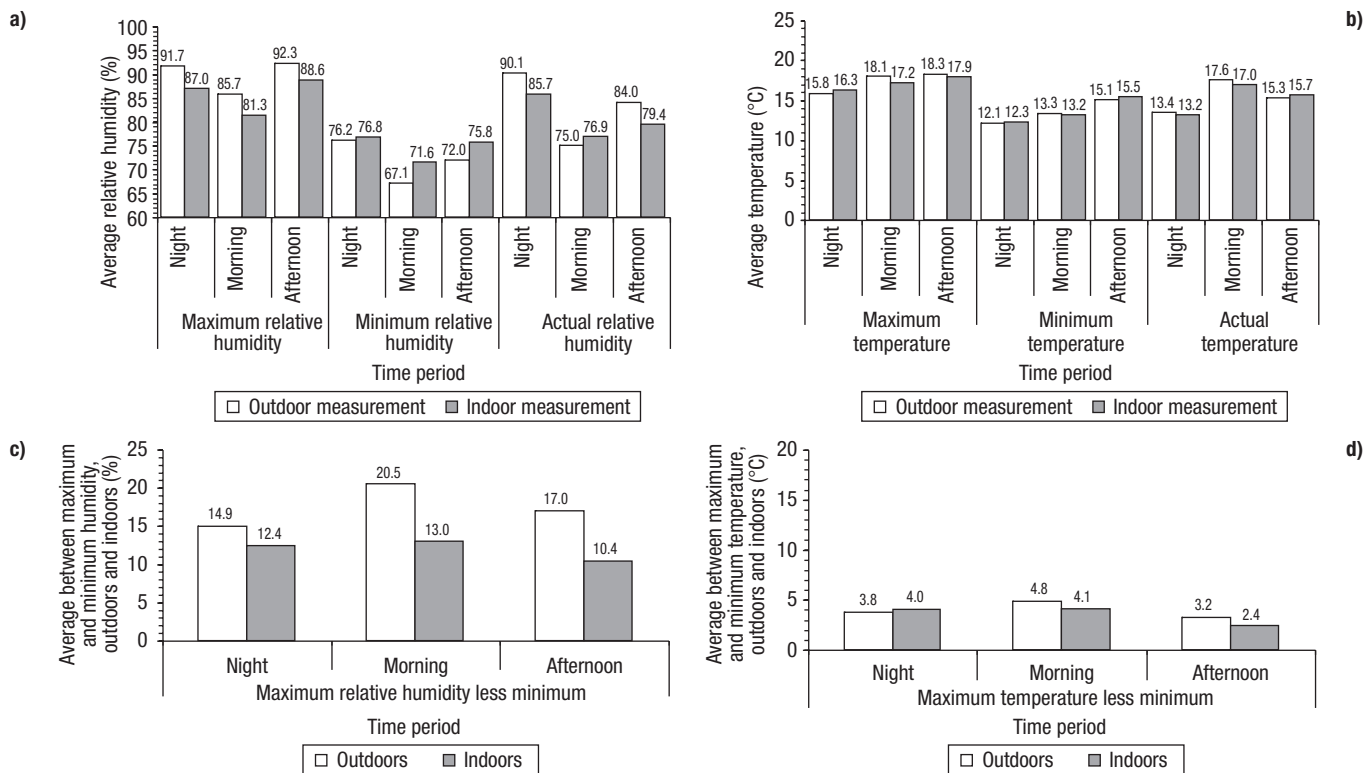 a)
Average relative humidity (%)
100
95
90
85
80
75
70
65
60
91.7
87.0
85.7
81.3
92.3
88.6
76.2
76.8
67.1
71.6
72.0
75.8
90.1
85.7
75.0
76.9
84.0
79.4
Night
Morning
Afternoon
Night
Morning
Afternoon
Night
Morning
Afternoon
Maximum relative
humidity
Minimum relative
humidity
Actual relative
humidity
Time period
Outdoor measurement
Indoor measurement
b)
Average temperature (°C)
25
20
15
10
5
0
15.8
16.3
18.1
17.2
18.3
17.9
12.1
12.3
13.3
13.2
15.1
15.5
13.4
13.2
17.6
17.0
15.3
15.7
Night
Morning
Afternoon
Night
Morning
Afternoon
Night
Morning
Afternoon
Maximum
temperature
Minimum
temperature
Actual
temperature
Time period
Outdoor measurement
Indoor measurement
c)
Average between maximum
and minimum humidity,
outdoors and indoors (%)
25
20
15
10
5
0
14.9
12.4
20.5
13.0
17.0
10.4
Night
Morning
Afternoon
Maximum relative humidity less minimum
Time period
Outdoors
Indoors
d)
Average between maximum
and minimum temperature,
outdoors and indoors (°C)
20
15
10
5
0
3.8
4.0
4.8
4.1
3.2
2.4
Night
Morning
Afternoon
Maximum temperature less minimum
Time period
Outdoors
Indoors